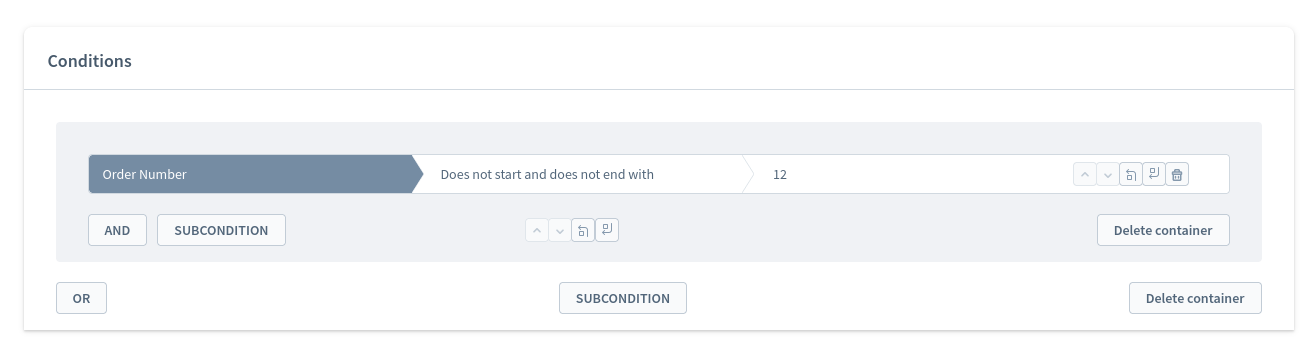 Conditions
Order Number Does not start and does not end with 12
AND SUBCONDITION Delete container
OR SUBCONDITION Delete container